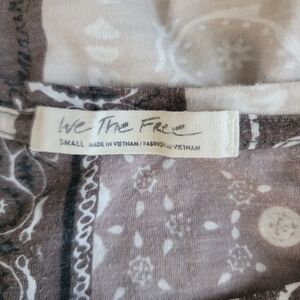 We The Free
SMALL MADE IN VIETNAM / FABRIQUÉ AU VIETNAM